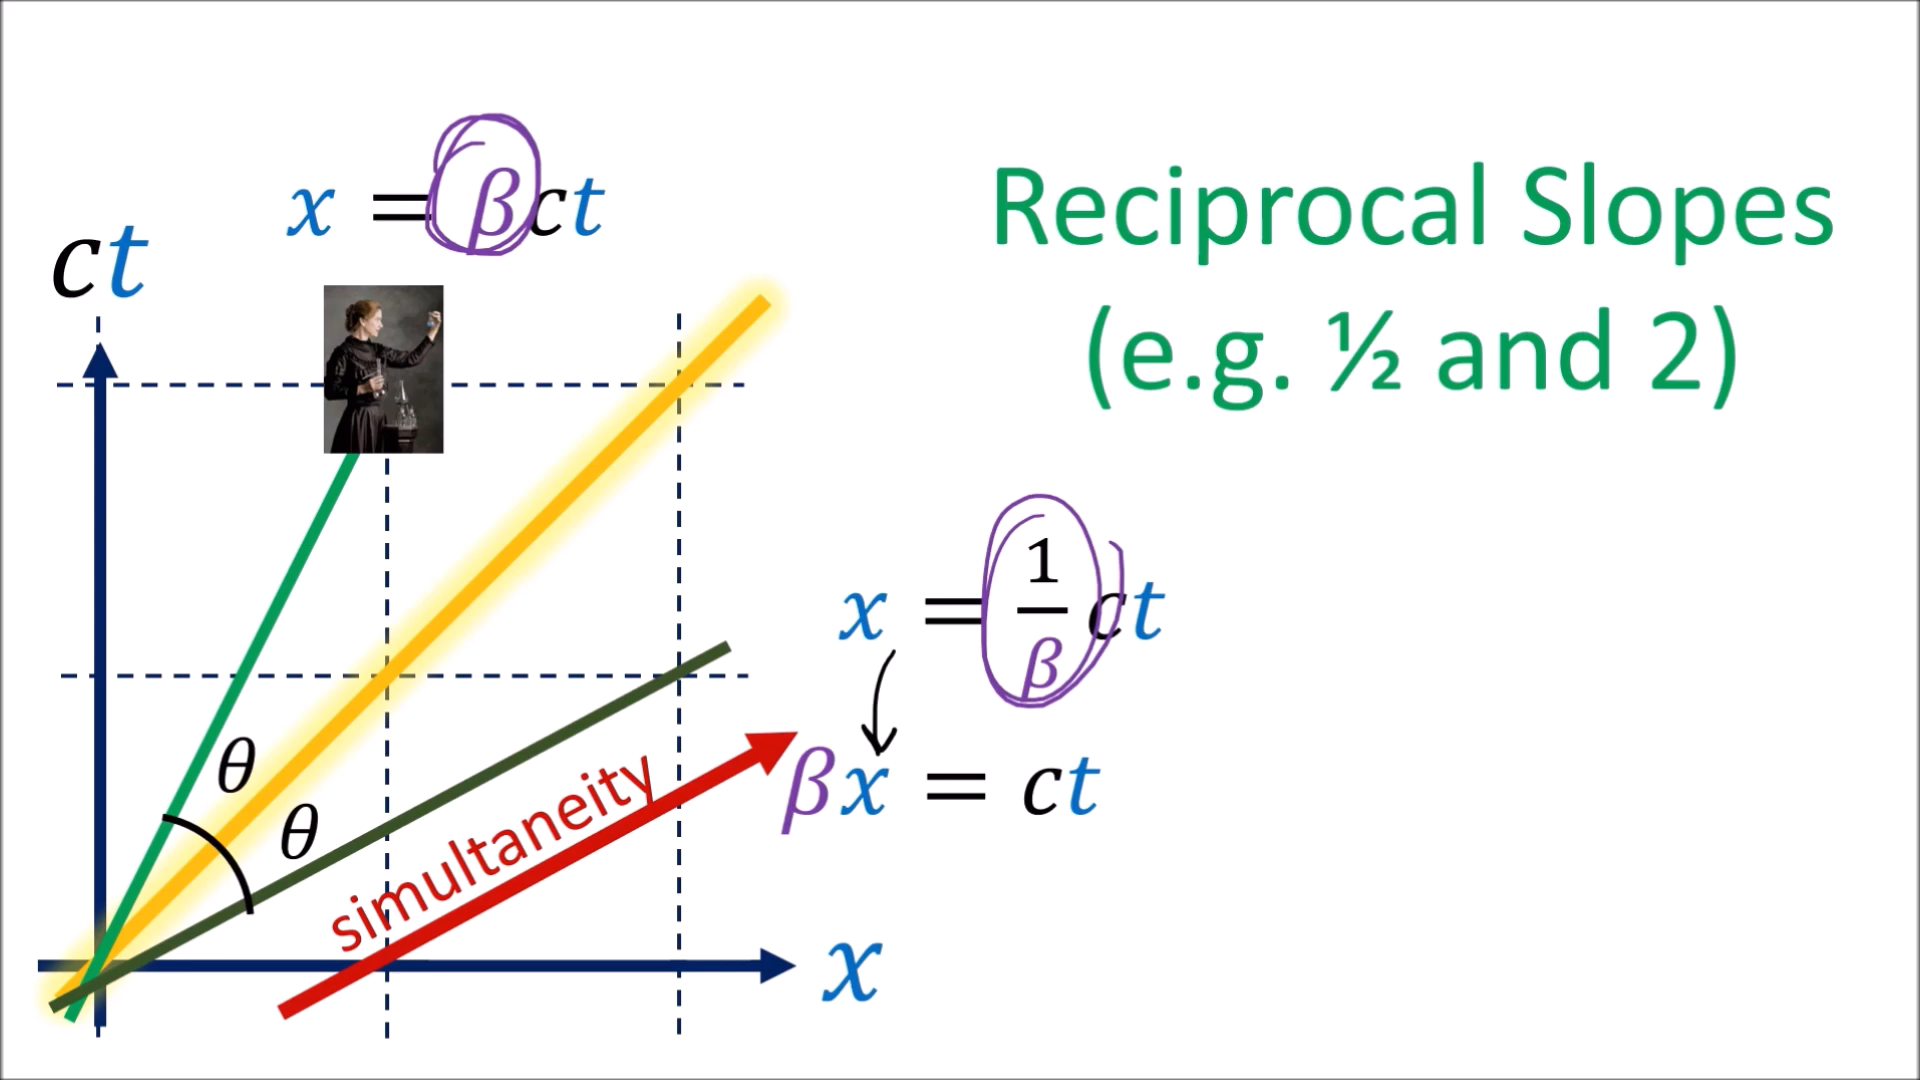 x = βct
Reciprocal Slopes
(e.g. ½ and 2)
ct
x = 1/β ct
θ
θ
simultaneity
βx = ct
x